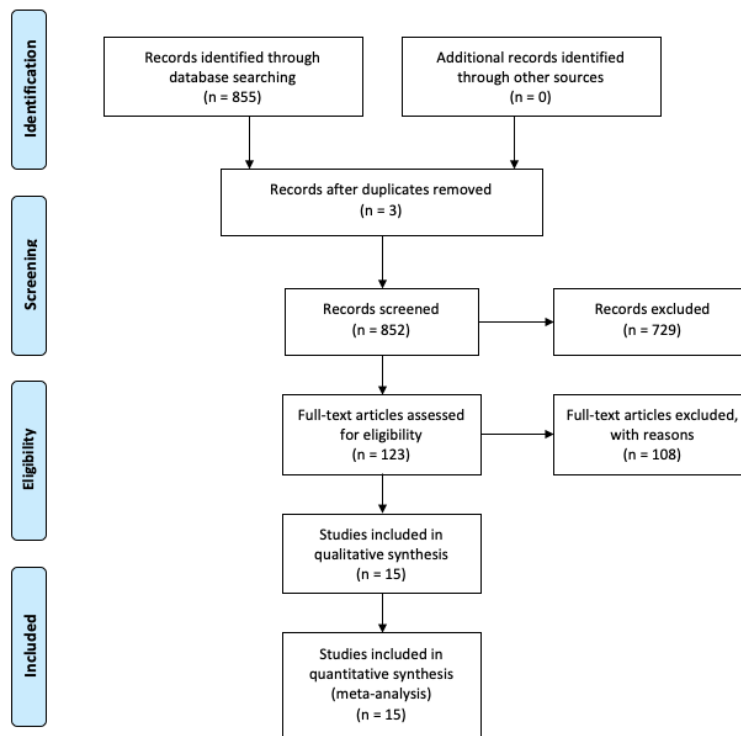 Identification
Records identified through
database searching
(n = 855)
Additional records identified
through other sources
(n = 0)
Records after duplicates removed
(n = 3)
Screening
Records screened
(n = 852)
Records excluded
(n = 729)
Eligibility
Full-text articles assessed
for eligibility
(n = 123)
Full-text articles excluded,
with reasons
(n = 108)
Studies included in
qualitative synthesis
(n = 15)
Included
Studies included in
quantitative synthesis
(meta-analysis)
(n = 15)